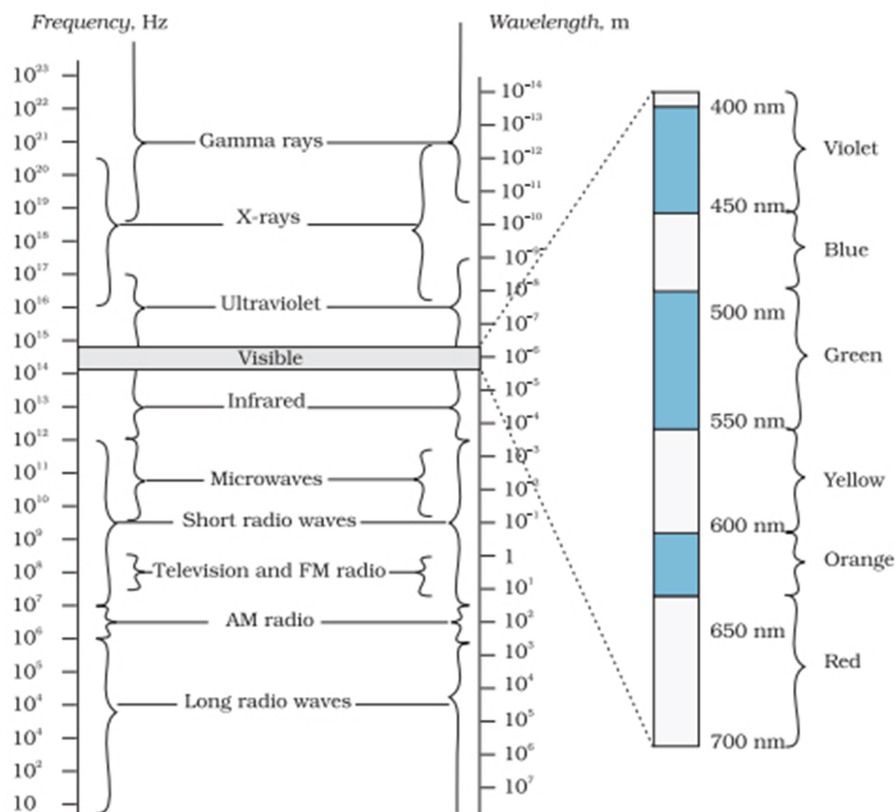 Frequency, Hz
Wavelength, m
10²³
10²²
10²¹
10²⁰
10¹⁹
10¹⁸
10¹⁷
10¹⁶
10¹⁵
10¹⁴
10¹³
10¹²
10¹¹
10¹⁰
10⁹
10⁸
10⁷
10⁶
10⁵
10⁴
10⁴
10²
10
Gamma rays
X-rays
Ultraviolet
Visible
Infrared
Microwaves
Short radio waves
Television and FM radio
AM radio
Long radio waves
10⁻¹⁴
10⁻¹³
10⁻¹²
10⁻¹¹
10⁻¹⁰
10⁻⁹
10⁻⁸
10⁻⁷
10⁻⁶
10⁻⁵
10⁻⁴
10⁻³
10⁻²
10⁻¹
1
10¹
10²
10³
10⁴
10⁵
10⁶
10⁷
400 nm
450 nm
500 nm
550 nm
600 nm
650 nm
700 nm
Violet
Blue
Green
Yellow
Orange
Red